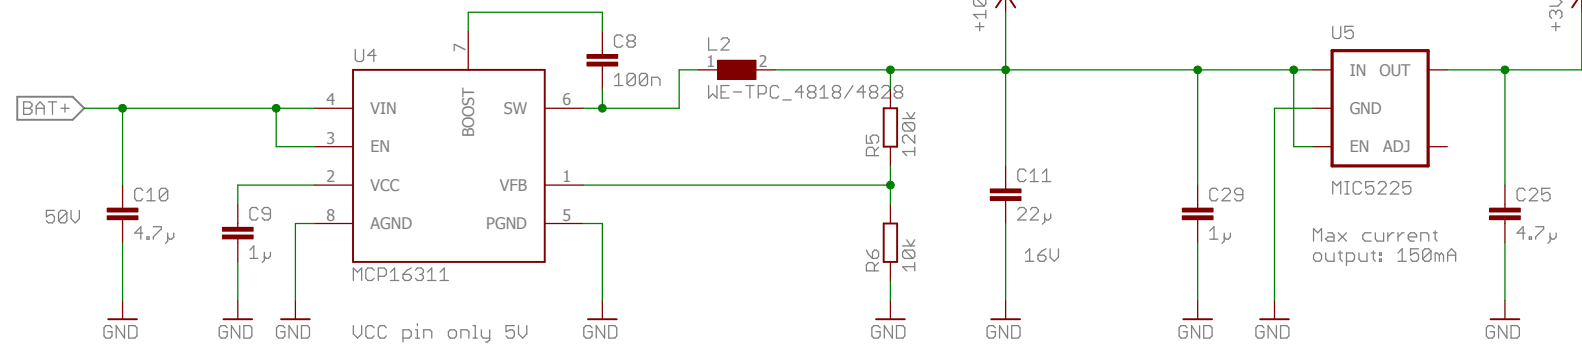 +10
+3V
U4
7
C8
100n
L2
1
2
WE-TPC_4818/4828
U5
BAT+
4
VIN
BOOST
SW
6
IN
OUT
3
EN
GND
R5
120k
EN
ADJ
2
VCC
VFB
1
MIC5225
C10
4.7µ
50V
C9
1µ
8
AGND
PGND
5
C11
22µ
16V
C29
1µ
C25
4.7µ
R6
10k
MCP16311
Max current
output: 150mA
GND
GND
GND
VCC pin only 5V
GND
GND
GND
GND
GND
GND